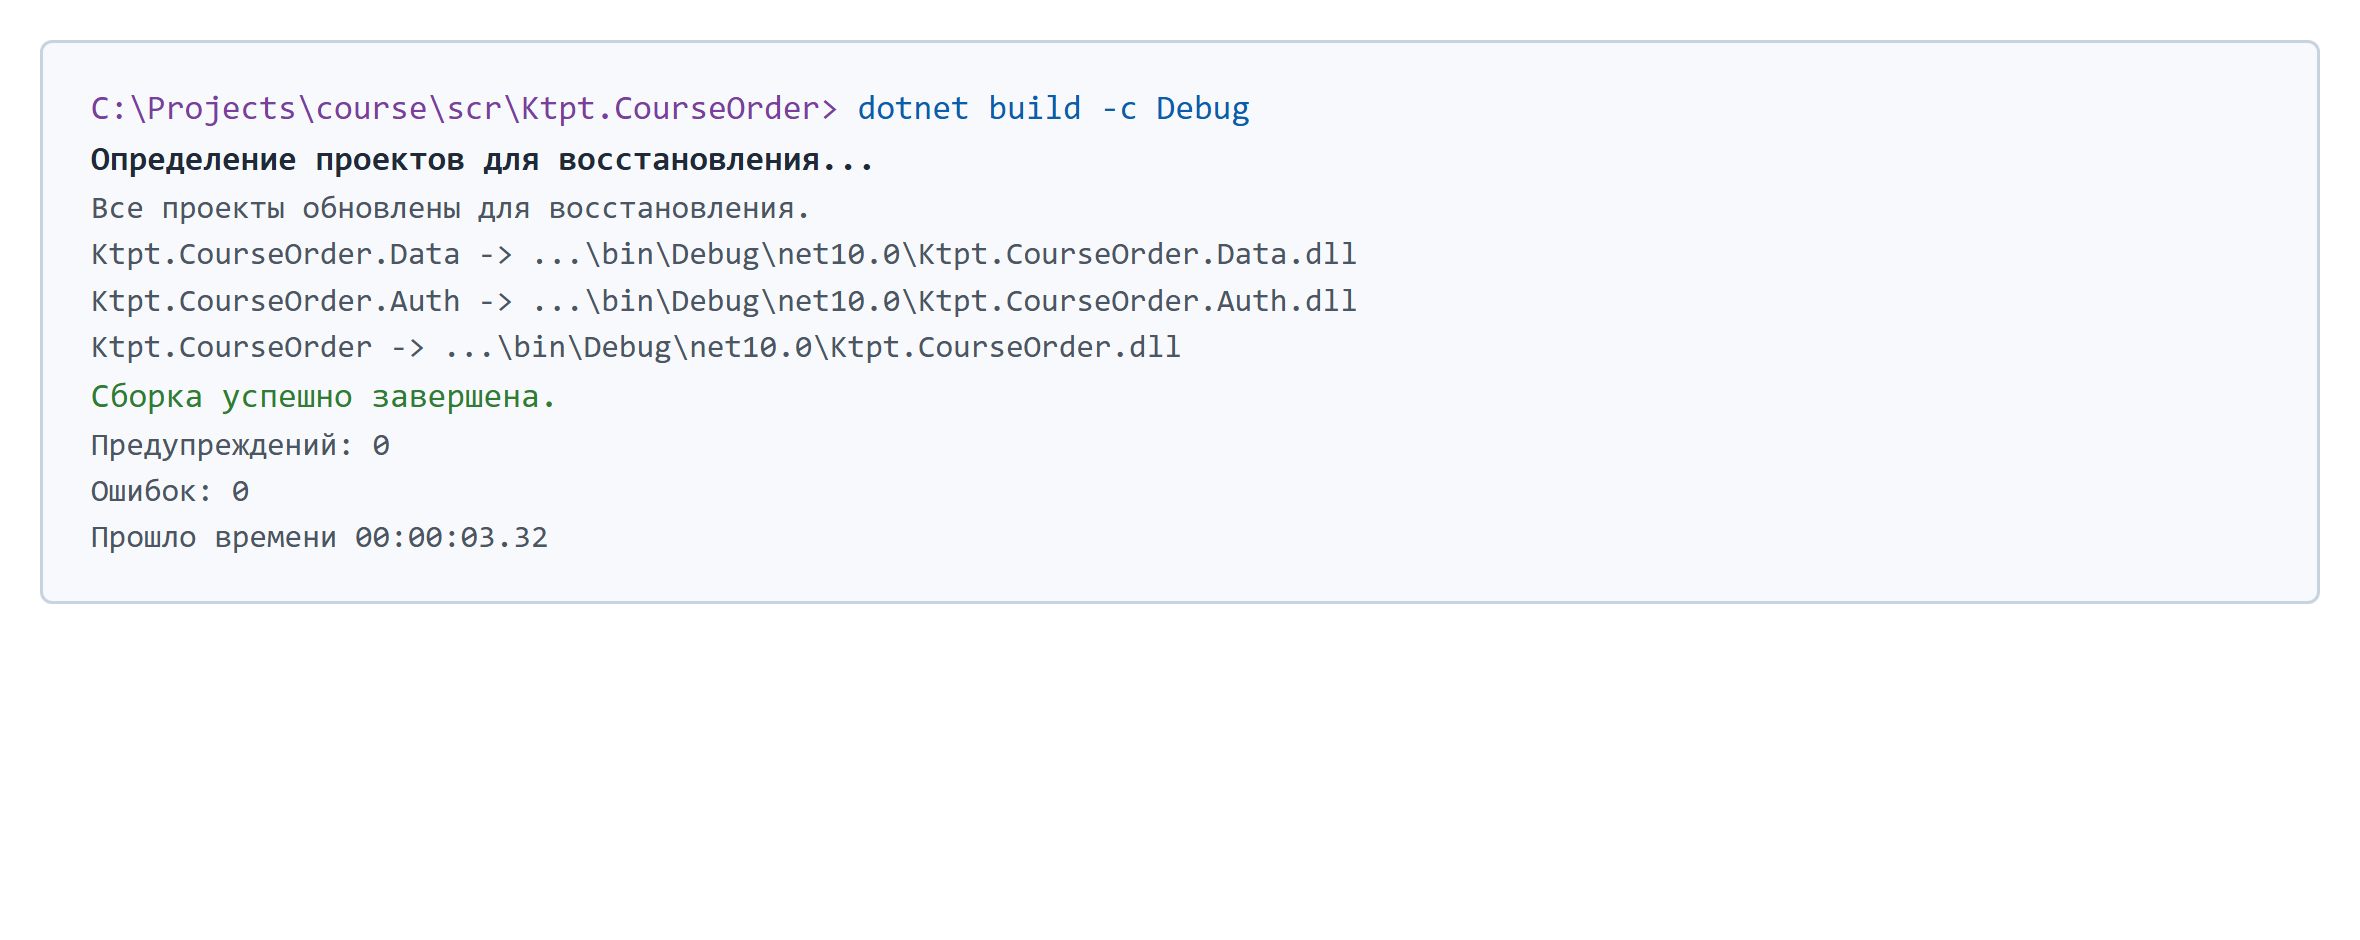 C:\Projects\course\scr\Ktpt.CourseOrder> dotnet build -c Debug
Определение проектов для восстановления...
Все проекты обновлены для восстановления.
Ktpt.CourseOrder.Data -> ...\bin\Debug\net10.0\Ktpt.CourseOrder.Data.dll
Ktpt.CourseOrder.Auth -> ...\bin\Debug\net10.0\Ktpt.CourseOrder.Auth.dll
Ktpt.CourseOrder -> ...\bin\Debug\net10.0\Ktpt.CourseOrder.dll
Сборка успешно завершена.
Предупреждений: 0
Ошибок: 0
Прошло времени 00:00:03.32